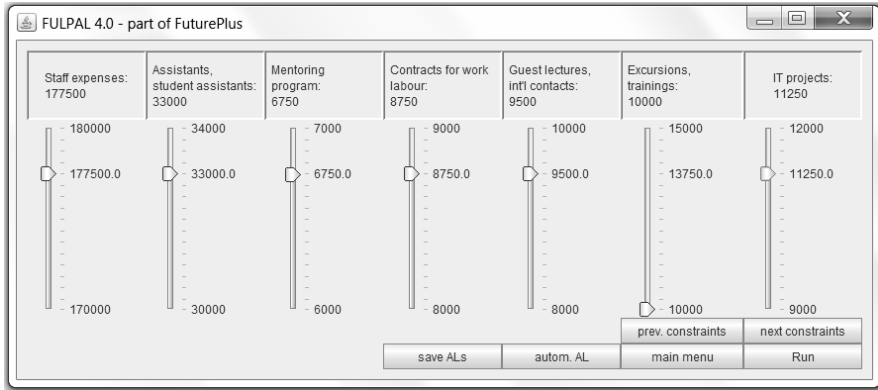 FULPAL 4.0 - part of FuturePlus
Staff expenses:
177500
Assistants,
student assistants:
33000
Mentoring
program:
6750
Contracts for work
labour:
8750
Guest lectures,
int'l contacts:
9500
Excursions,
trainings:
10000
IT projects:
11250
180000
177500.0
170000
34000
33000.0
30000
7000
6750.0
6000
9000
8750.0
8000
10000
9500.0
8000
15000
13750.0
10000
12000
11250.0
9000
prev. constraints
next constraints
save ALs
autom. AL
main menu
Run